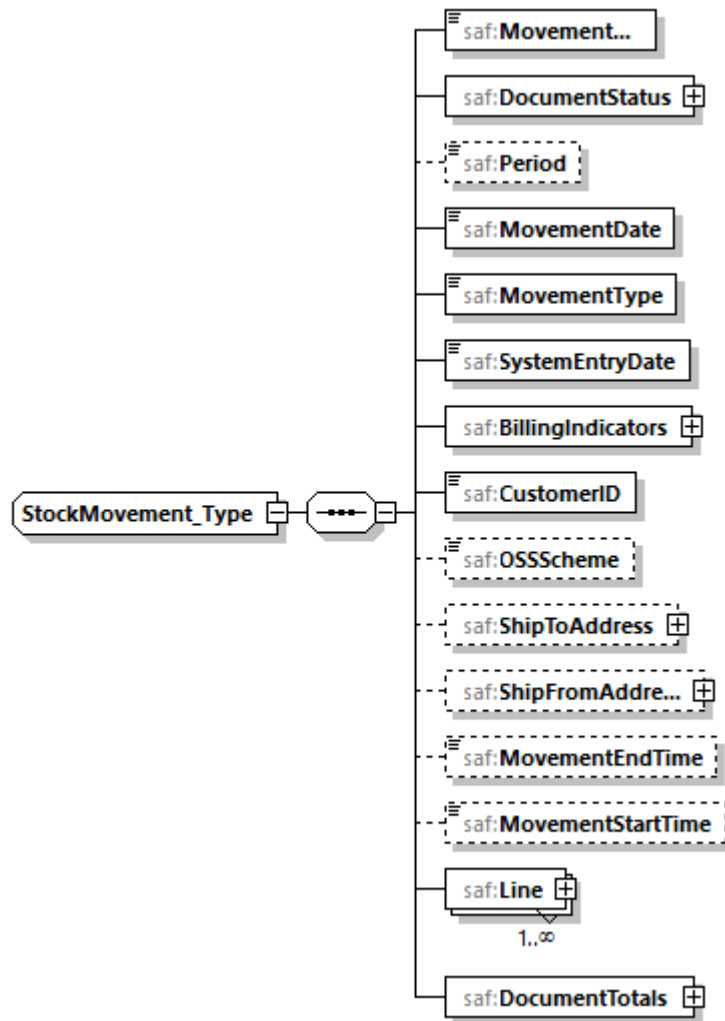 saf:Movement...
saf:DocumentStatus
saf:Period
saf:MovementDate
saf:MovementType
saf:SystemEntryDate
saf:BillingIndicators
StockMovement_Type
saf:CustomerID
saf:OSSScheme
saf:ShipToAddress
saf:ShipFromAddre...
saf:MovementEndTime
saf:MovementStartTime
saf:Line
1..∞
saf:DocumentTotals